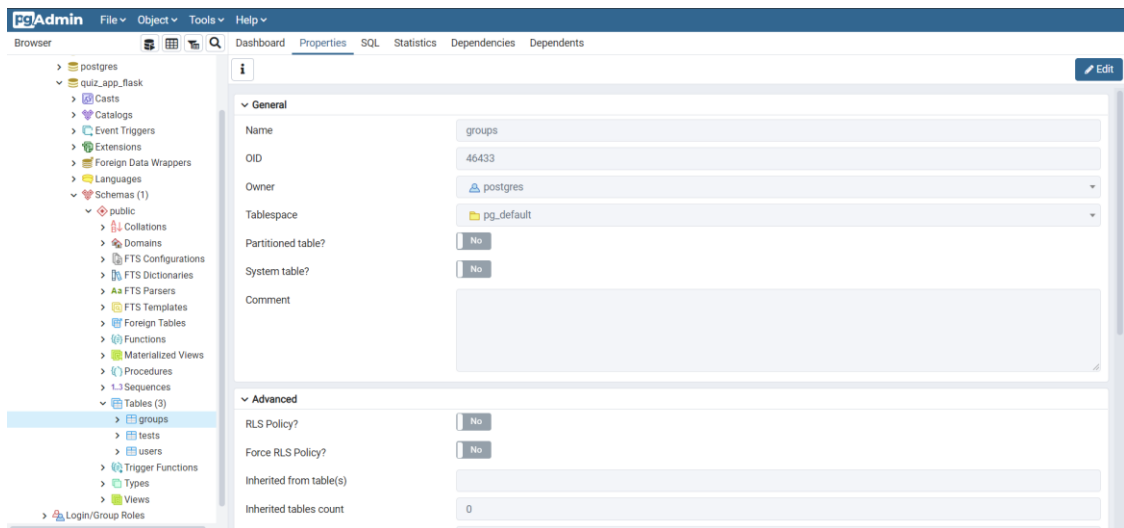 pgAdmin File Object Tools Help
Browser Dashboard Properties SQL Statistics Dependencies Dependents
postgres
quiz_app_flask
Casts
Catalogs
Event Triggers
Extensions
Foreign Data Wrappers
Languages
Schemas (1)
public
Collations
Domains
FTS Configurations
FTS Dictionaries
Aa FTS Parsers
FTS Templates
Foreign Tables
Functions
Materialized Views
Procedures
1..3 Sequences
Tables (3)
groups
tests
users
Trigger Functions
Types
Views
Login/Group Roles
i Edit
General
Name groups
OID 46433
Owner postgres
Tablespace pg_default
Partitioned table? No
System table? No
Comment
Advanced
RLS Policy? No
Force RLS Policy? No
Inherited from table(s)
Inherited tables count 0